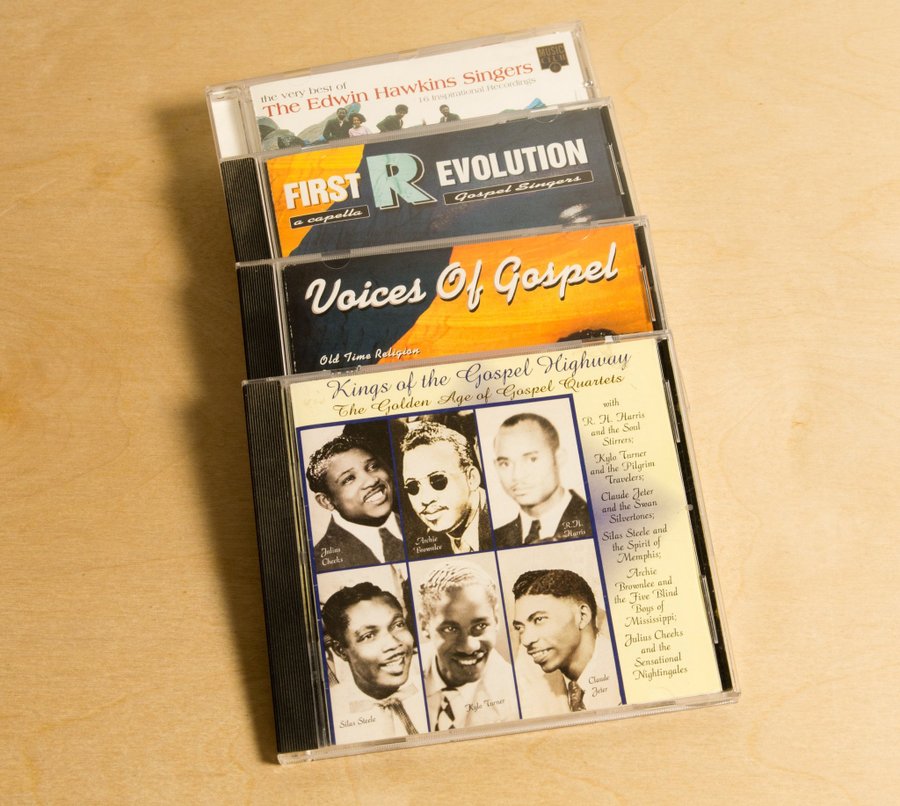 the very best of
The Edwin Hawkins Singers
16 Inspirational Recordings
MUSIC
CLUB
FIRST R EVOLUTION
a capella
Gospel Singers
Voices Of Gospel
Old Time Religion
Kings of the Gospel Highway
The Golden Age of Gospel Quartets
with
R. H. Harris
and the Soul
Stirrers;
Kylo Turner
and the Pilgrim
Travelers;
Claude Jeter
and the Swan
Silvertones;
Silas Steele and
the Spirit of
Memphis;
Archie
Brownlee and
the Five Blind
Boys of
Mississippi;
Julius Cheeks
and the
Sensational
Nightingales
Julius
Cheeks
Archie
Brownlee
R.H.
Harris
Silas Steele
Kylo Turner
Claude
Jeter